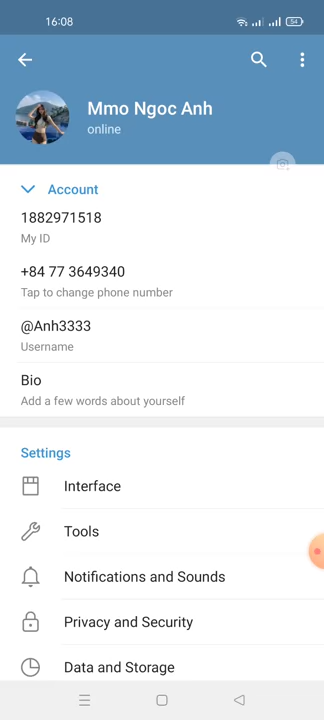 16:08
54
Mmo Ngoc Anh
online
Account
1882971518
My ID
+84 77 3649340
Tap to change phone number
@Anh3333
Username
Bio
Add a few words about yourself
Settings
Interface
Tools
Notifications and Sounds
Privacy and Security
Data and Storage